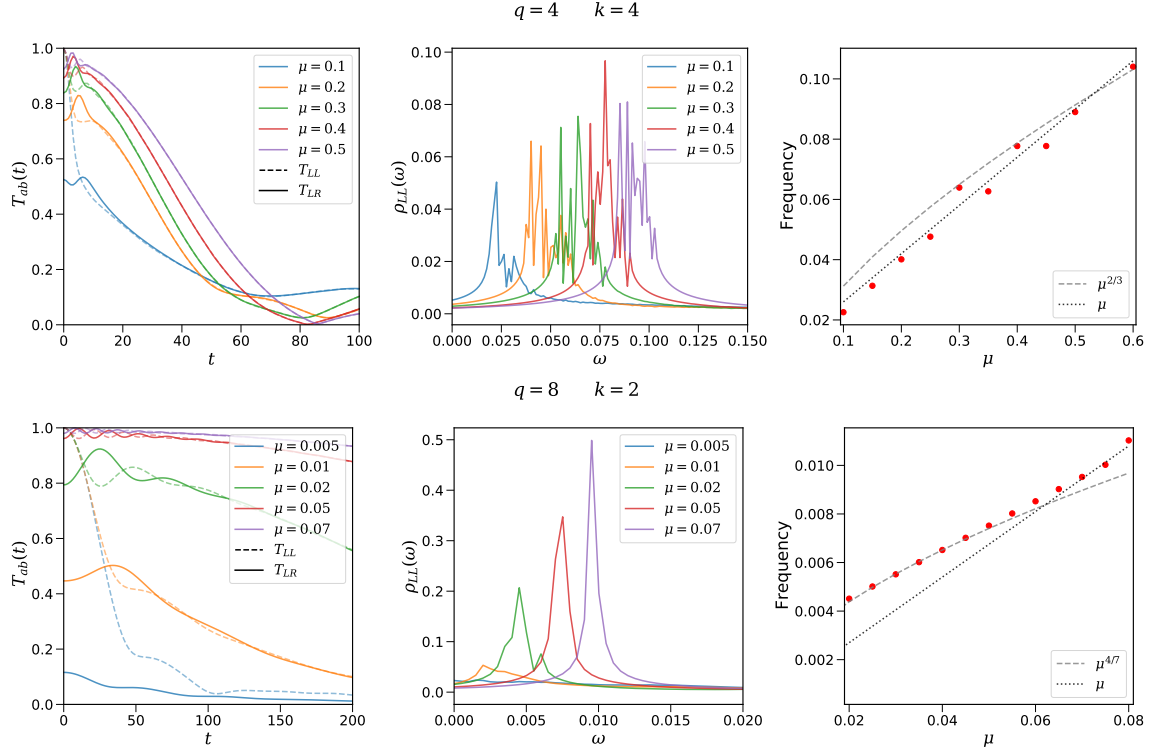 q = 4 k = 4
T_ab(t)
1.0
0.8
0.6
0.4
0.2
0.0
0 20 40 60 80 100
t
μ = 0.1
μ = 0.2
μ = 0.3
μ = 0.4
μ = 0.5
T_LL
T_LR
ρ_LL(ω)
0.10
0.08
0.06
0.04
0.02
0.00
0.000 0.025 0.050 0.075 0.100 0.125 0.150
ω
μ = 0.1
μ = 0.2
μ = 0.3
μ = 0.4
μ = 0.5
Frequency
0.10
0.08
0.06
0.04
0.02
0.1 0.2 0.3 0.4 0.5 0.6
μ
μ^2/3
μ
q = 8 k = 2
T_ab(t)
1.0
0.8
0.6
0.4
0.2
0.0
0 50 100 150 200
t
μ = 0.005
μ = 0.01
μ = 0.02
μ = 0.05
μ = 0.07
T_LL
T_LR
ρ_LL(ω)
0.5
0.4
0.3
0.2
0.1
0.0
0.000 0.005 0.010 0.015 0.020
ω
μ = 0.005
μ = 0.01
μ = 0.02
μ = 0.05
μ = 0.07
Frequency
0.010
0.008
0.006
0.004
0.002
0.02 0.04 0.06 0.08
μ
μ^4/7
μ